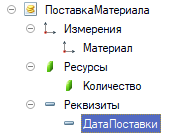 ПоставкаМатериала
Измерения
Материал
Ресурсы
Количество
Реквизиты
ДатаПоставки